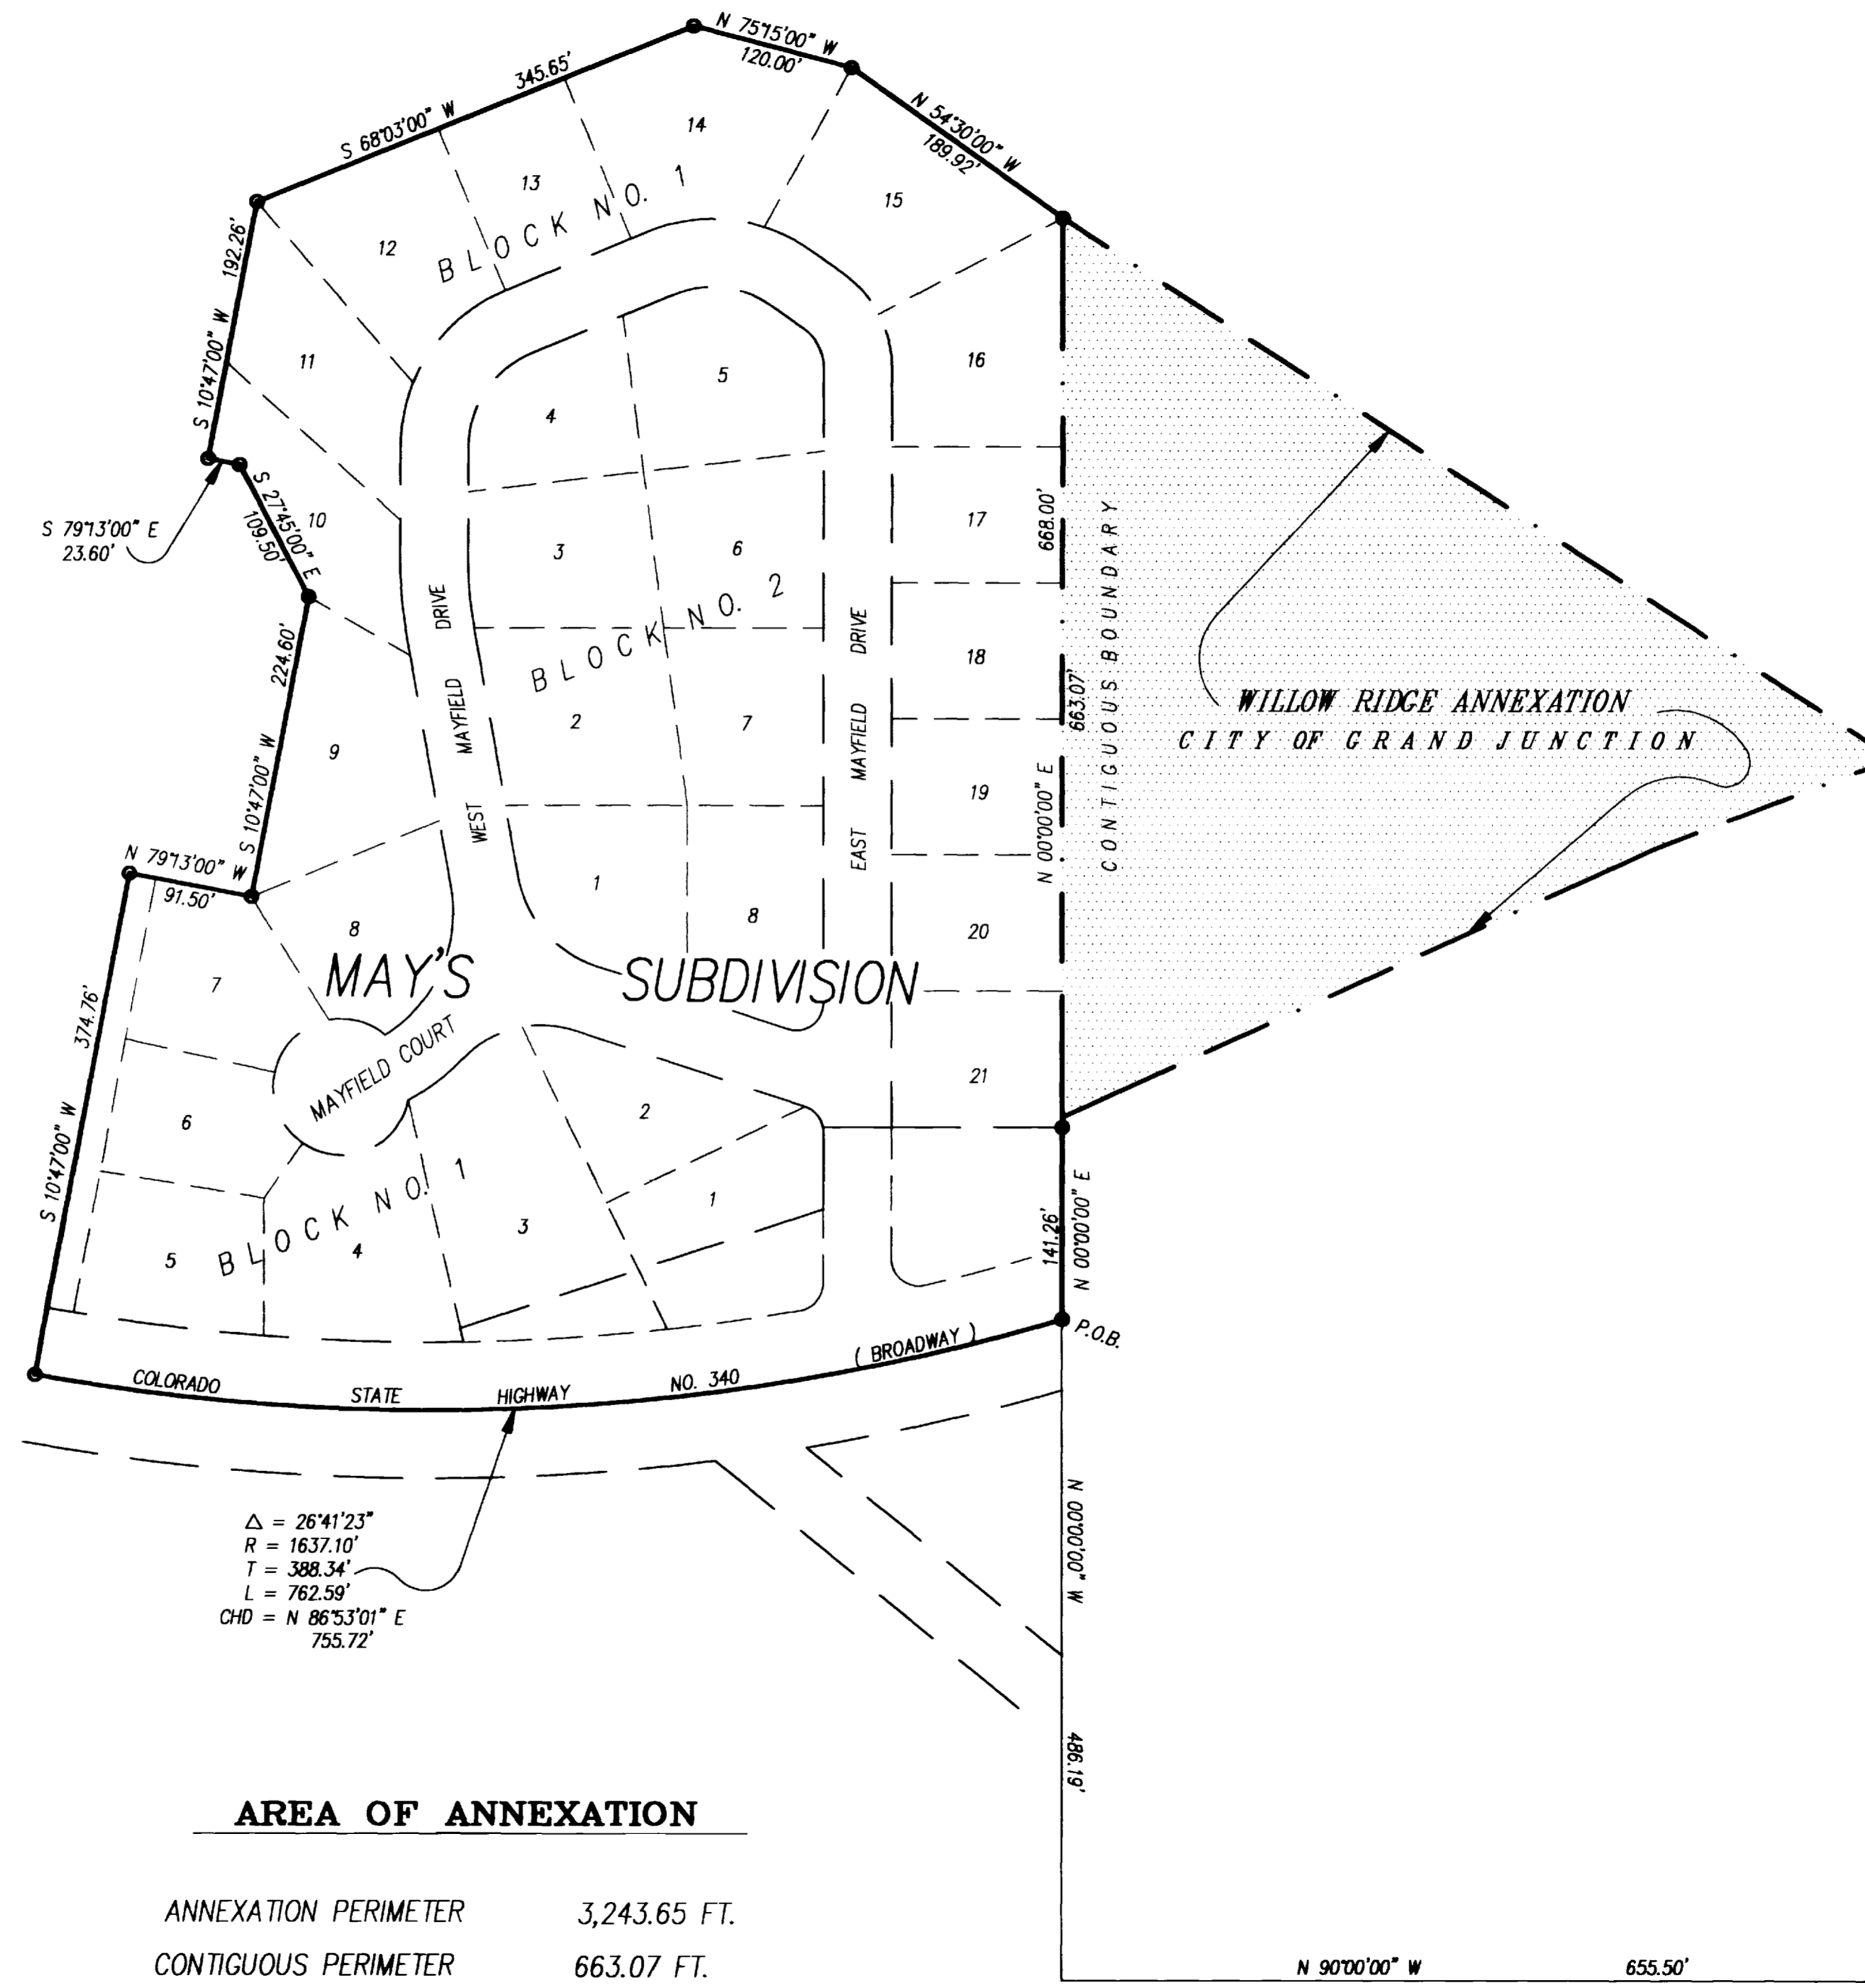 N 75°15'00" W
120.00'
345.65'
S 68°03'00" W
N 54°30'00" W
189.92'
14
13
15
12
BLOCK NO. 1
192.26'
S 10°47'00" W
11
16
5
4
S 79°13'00" E
23.60'
S 27°45'00" E
109.50'
10
17
668.00'
3
6
BLOCK NO. 2
WEST MAYFIELD DRIVE
EAST MAYFIELD DRIVE
18
663.07'
CONTIGUOUS BOUNDARY
WILLOW RIDGE ANNEXATION
CITY OF GRAND JUNCTION
224.60'
S 10°47'00" W
9
2
7
19
N 00°00'00" E
N 79°13'00" W
91.50'
1
8
8
20
7
MAY'S SUBDIVISION
374.76'
S 10°47'00" W
MAYFIELD COURT
21
6
2
BLOCK NO. 1
1
3
4
5
141.26'
N 00°00'00" E
P.O.B.
COLORADO STATE HIGHWAY NO. 340 ( BROADWAY )
Δ = 26°41'23"
R = 1637.10'
T = 388.34'
L = 762.59'
CHD = N 86°53'01" E
755.72'
N 00°00'00" W
486.19'
AREA OF ANNEXATION
ANNEXATION PERIMETER 3,243.65 FT.
CONTIGUOUS PERIMETER 663.07 FT.
N 90°00'00" W 655.50'